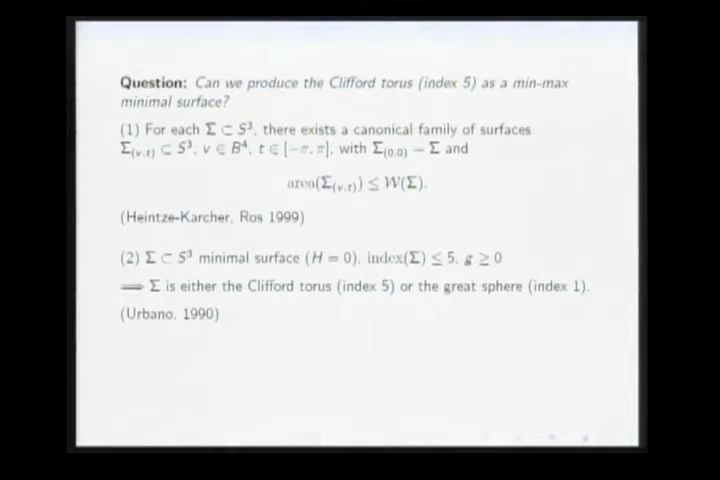 Question: Can we produce the Clifford torus (index 5) as a min-max
minimal surface?
(1) For each Σ ⊂ S³, there exists a canonical family of surfaces
Σ(v,t) ⊂ S³, v ∈ B⁴, t ∈ [−π, π], with Σ(0,0) = Σ and
area(Σ(v,t)) ≤ W(Σ).
(Heintze-Karcher, Ros 1999)
(2) Σ ⊂ S³ minimal surface (H = 0), index(Σ) ≤ 5, g ≥ 0
⟹ Σ is either the Clifford torus (index 5) or the great sphere (index 1).
(Urbano, 1990)